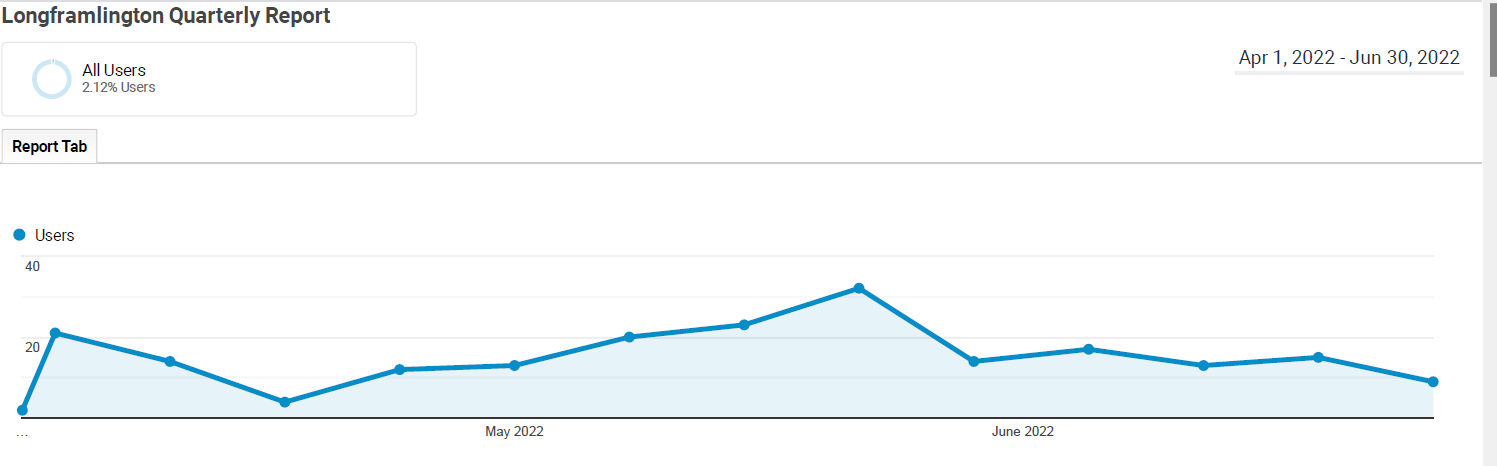 Longframlington Quarterly Report
All Users
2.12% Users
Apr 1, 2022 - Jun 30, 2022
Report Tab
Users
40
20
...
May 2022
June 2022